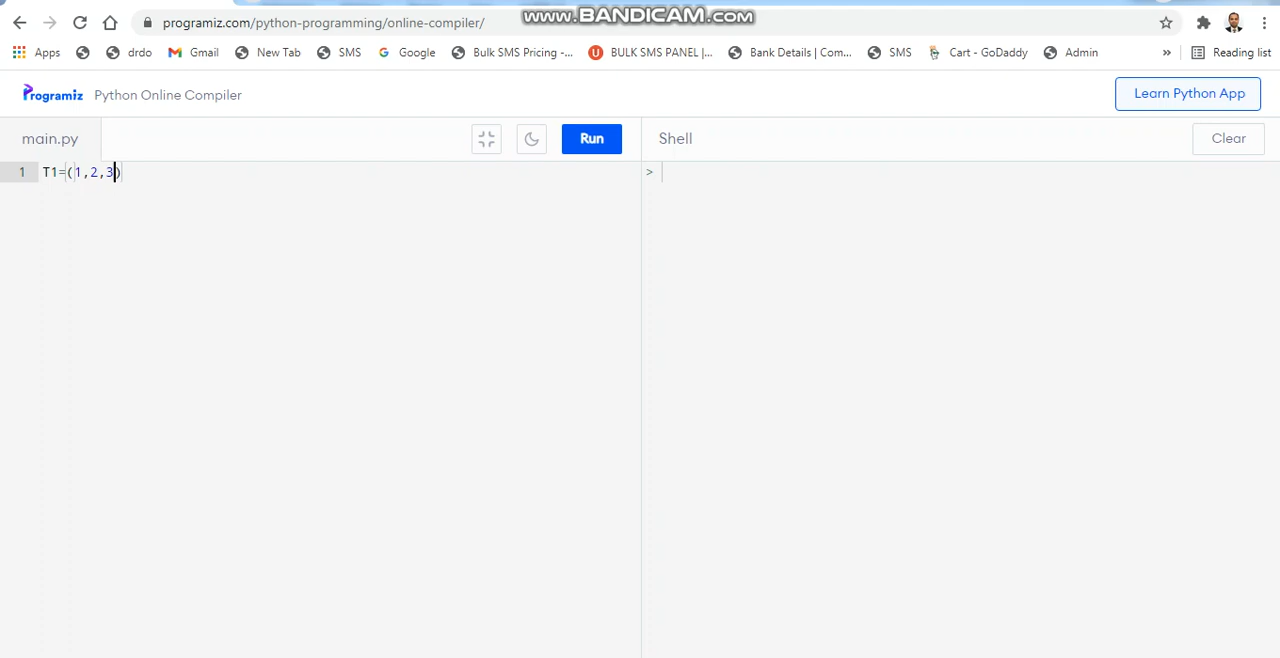 programiz.com/python-programming/online-compiler/
www.BANDICAM.com
Apps drdo Gmail New Tab SMS Google Bulk SMS Pricing -... BULK SMS PANEL |... Bank Details | Com... SMS Cart - GoDaddy Admin » Reading list
Programiz Python Online Compiler Learn Python App
main.py Run Shell Clear
1 T1=(1,2,3) >